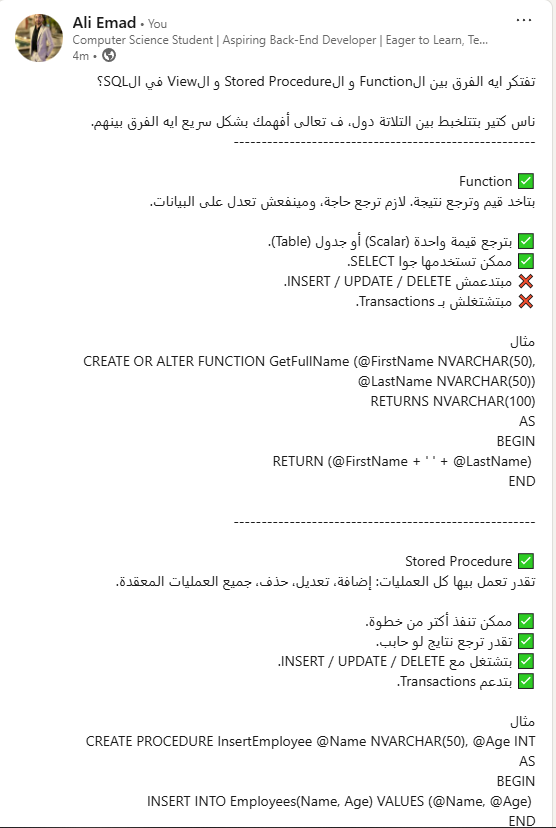 Ali Emad • You
Computer Science Student | Aspiring Back-End Developer | Eager to Learn, Te...
4m •
تفتكر ايه الفرق بين الFunction و الStored Procedure و الView في الSQL؟
ناس كتير بتتلخبط بين التلاتة دول، ف تعالى أفهمك بشكل سريع ايه الفرق بينهم.
------------------------------------------------------
✅ Function
بتاخد قيم وترجع نتيجة. لازم ترجع حاجة، ومينفعش تعدل على البيانات.
✅ بترجع قيمة واحدة (Scalar) أو جدول (Table).
✅ ممكن تستخدمها جوا SELECT.
❌ مبتدعمش INSERT / UPDATE / DELETE.
❌ مبتشتغلش بـ Transactions.
مثال
CREATE OR ALTER FUNCTION GetFullName (@FirstName NVARCHAR(50),
@LastName NVARCHAR(50))
RETURNS NVARCHAR(100)
AS
BEGIN
RETURN (@FirstName + ' ' + @LastName)
END
------------------------------------------------------
✅ Stored Procedure
تقدر تعمل بيها كل العمليات: إضافة، تعديل، حذف، جميع العمليات المعقدة.
✅ ممكن تنفذ أكتر من خطوة.
✅ تقدر ترجع نتايج لو حابب.
✅ بتشتغل مع INSERT / UPDATE / DELETE.
✅ بتدعم Transactions.
مثال
CREATE PROCEDURE InsertEmployee @Name NVARCHAR(50), @Age INT
AS
BEGIN
INSERT INTO Employees(Name, Age) VALUES (@Name, @Age)
END